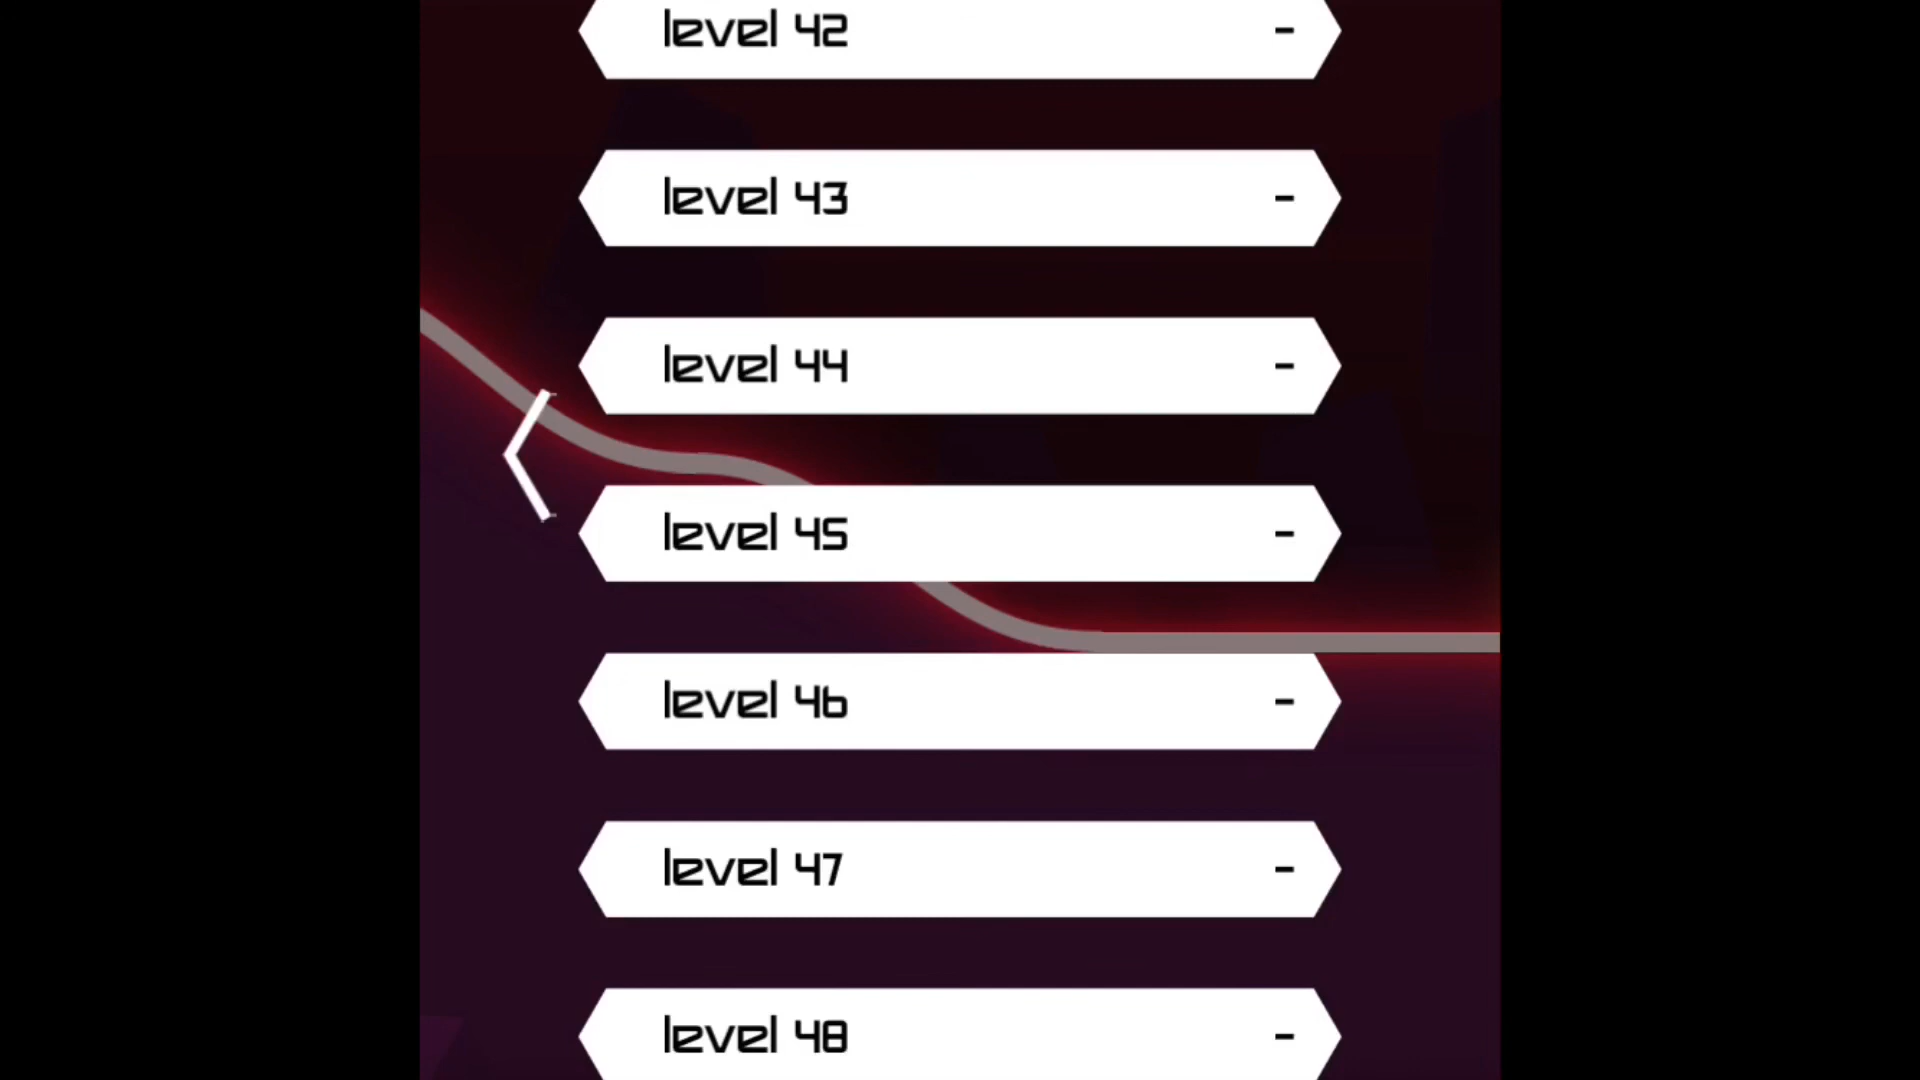 level 42 -
level 43 -
level 44 -
level 45 -
level 46 -
level 47 -
level 48 -